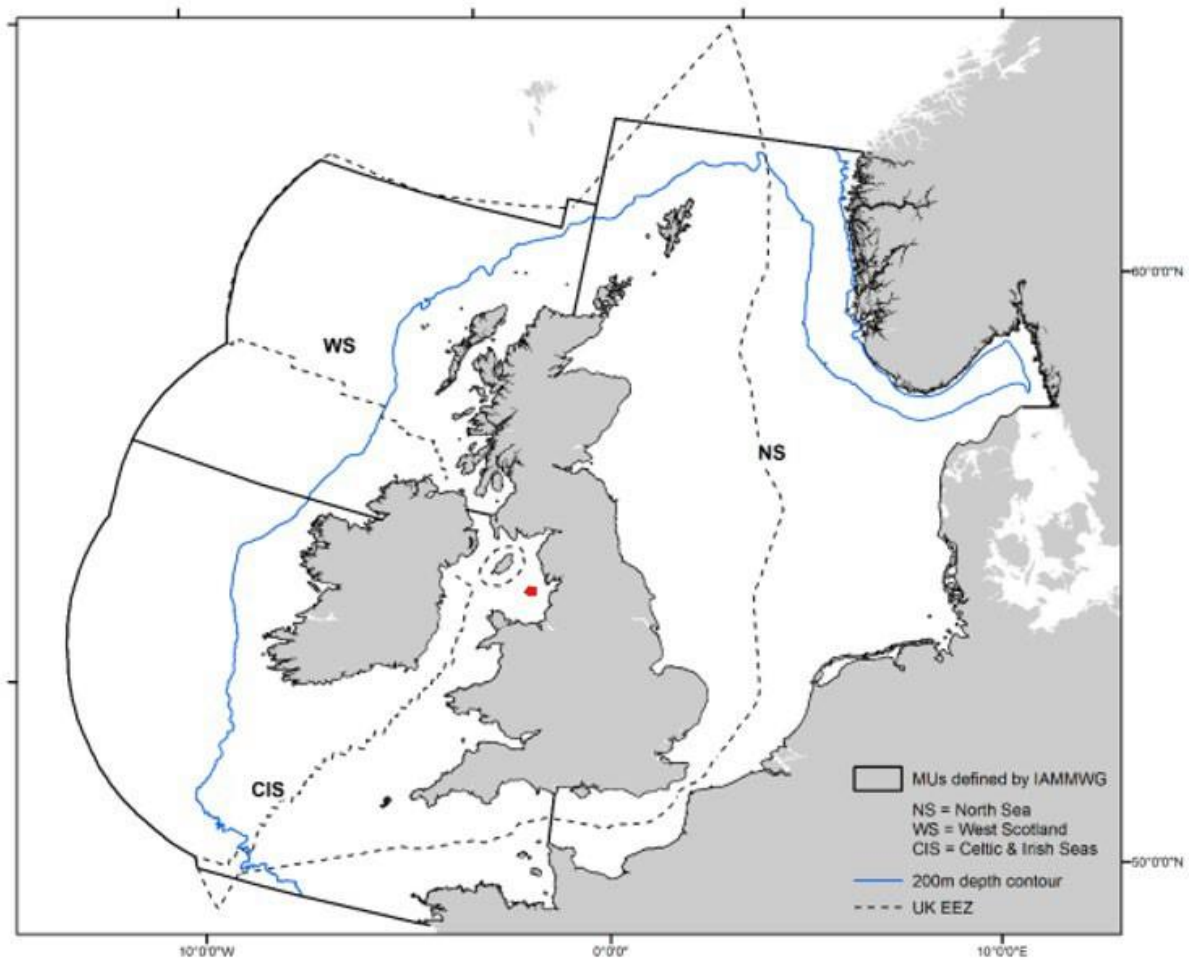 60°0'0"N
WS
NS
CIS
MUs defined by IAMMWG
NS = North Sea
WS = West Scotland
CIS = Celtic & Irish Seas
200m depth contour
UK EEZ
50°0'0"N
10°0'0"W
0°0'0"
10°0'0"E